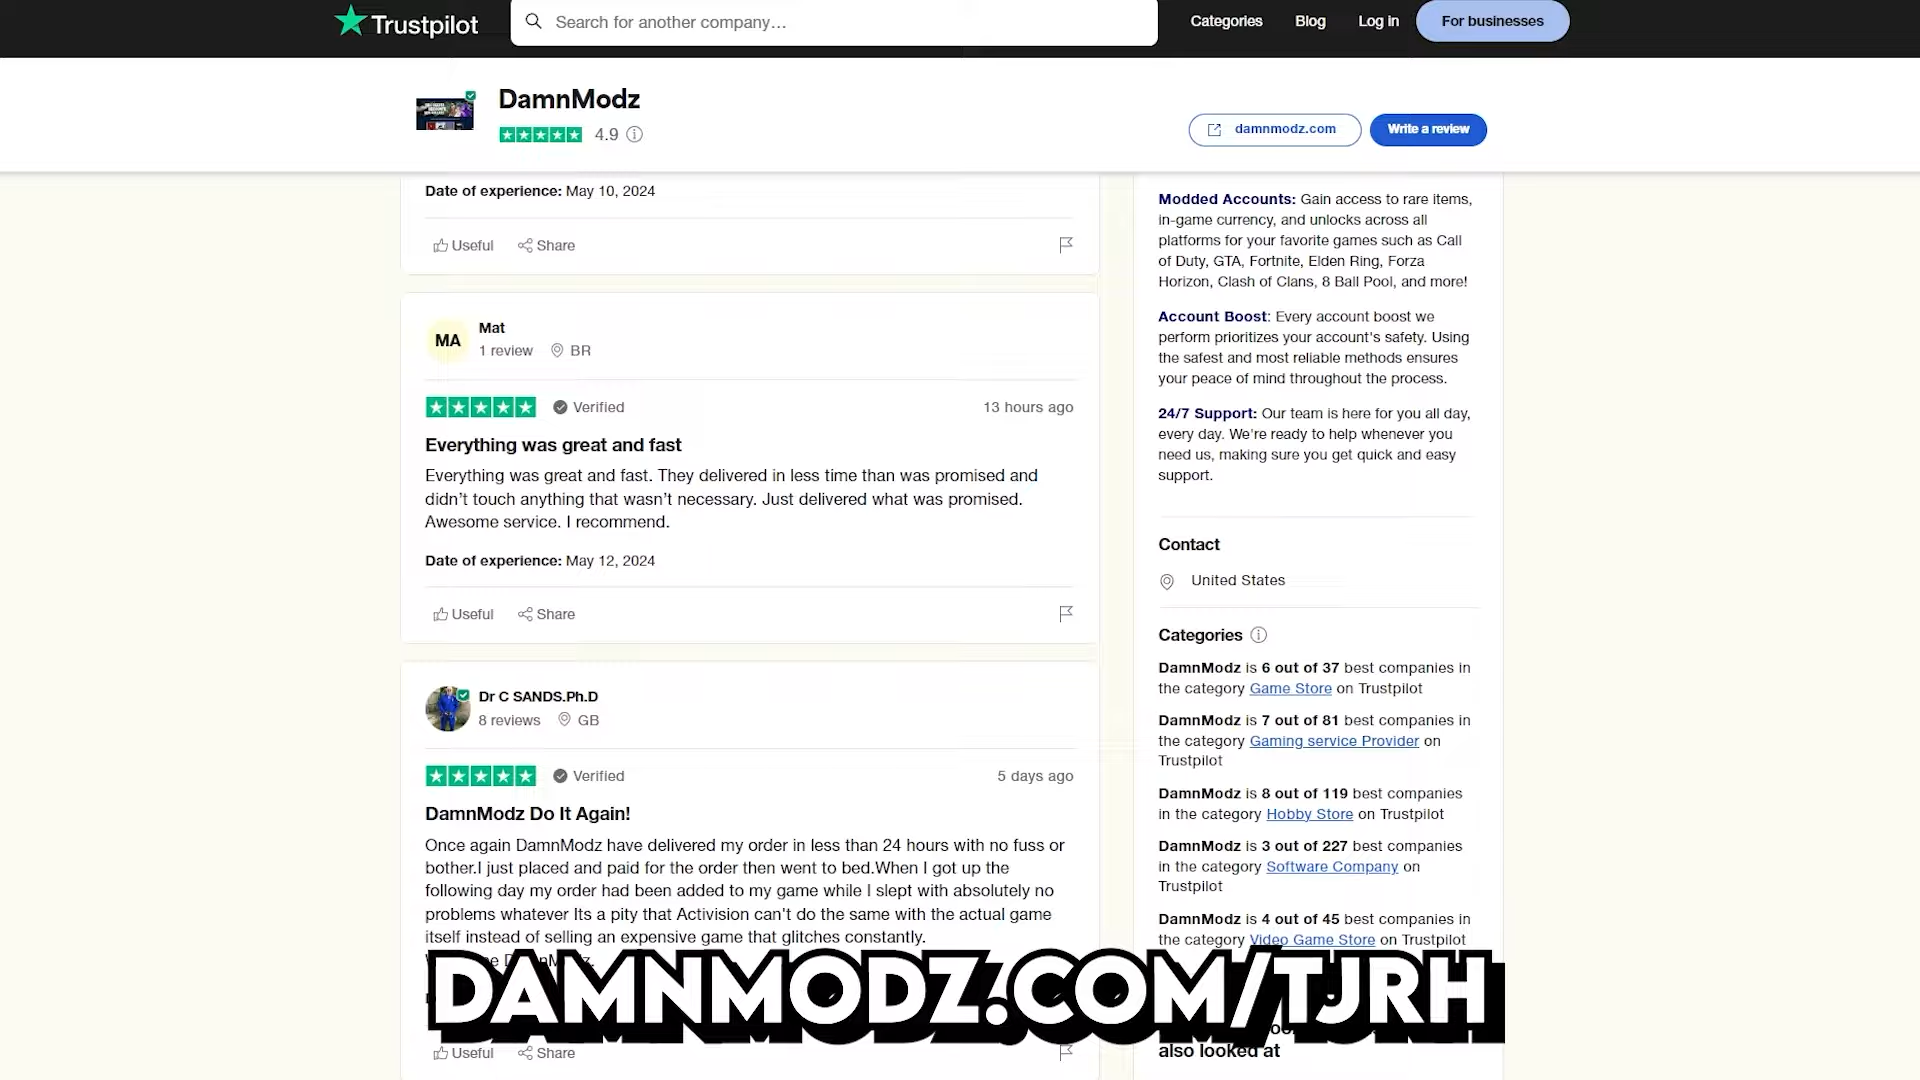 Trustpilot
Search for another company…
Categories
Blog
Log in
For businesses
DamnModz
4.9
damnmodz.com
Write a review
Date of experience: May 10, 2024
Useful
Share
MA
Mat
1 review
BR
Verified
13 hours ago
Everything was great and fast
Everything was great and fast. They delivered in less time than was promised and
didn’t touch anything that wasn’t necessary. Just delivered what was promised.
Awesome service. I recommend.
Date of experience: May 12, 2024
Useful
Share
Dr C SANDS.Ph.D
8 reviews
GB
Verified
5 days ago
DamnModz Do It Again!
Once again DamnModz have delivered my order in less than 24 hours with no fuss or
bother.I just placed and paid for the order then went to bed.When I got up the
following day my order had been added to my game while I slept with absolutely no
problems whatever Its a pity that Activision can't do the same with the actual game
itself instead of selling an expensive game that glitches constantly.
Useful
Share
Modded Accounts: Gain access to rare items,
in-game currency, and unlocks across all
platforms for your favorite games such as Call
of Duty, GTA, Fortnite, Elden Ring, Forza
Horizon, Clash of Clans, 8 Ball Pool, and more!
Account Boost: Every account boost we
perform prioritizes your account's safety. Using
the safest and most reliable methods ensures
your peace of mind throughout the process.
24/7 Support: Our team is here for you all day,
every day. We're ready to help whenever you
need us, making sure you get quick and easy
support.
Contact
United States
Categories
DamnModz is 6 out of 37 best companies in
the category Game Store on Trustpilot
DamnModz is 7 out of 81 best companies in
the category Gaming service Provider on
Trustpilot
DamnModz is 8 out of 119 best companies
in the category Hobby Store on Trustpilot
DamnModz is 3 out of 227 best companies
in the category Software Company on
Trustpilot
DamnModz is 4 out of 45 best companies in
the category Video Game Store on Trustpilot
also looked at
DAMNMODZ.COM/TJRH